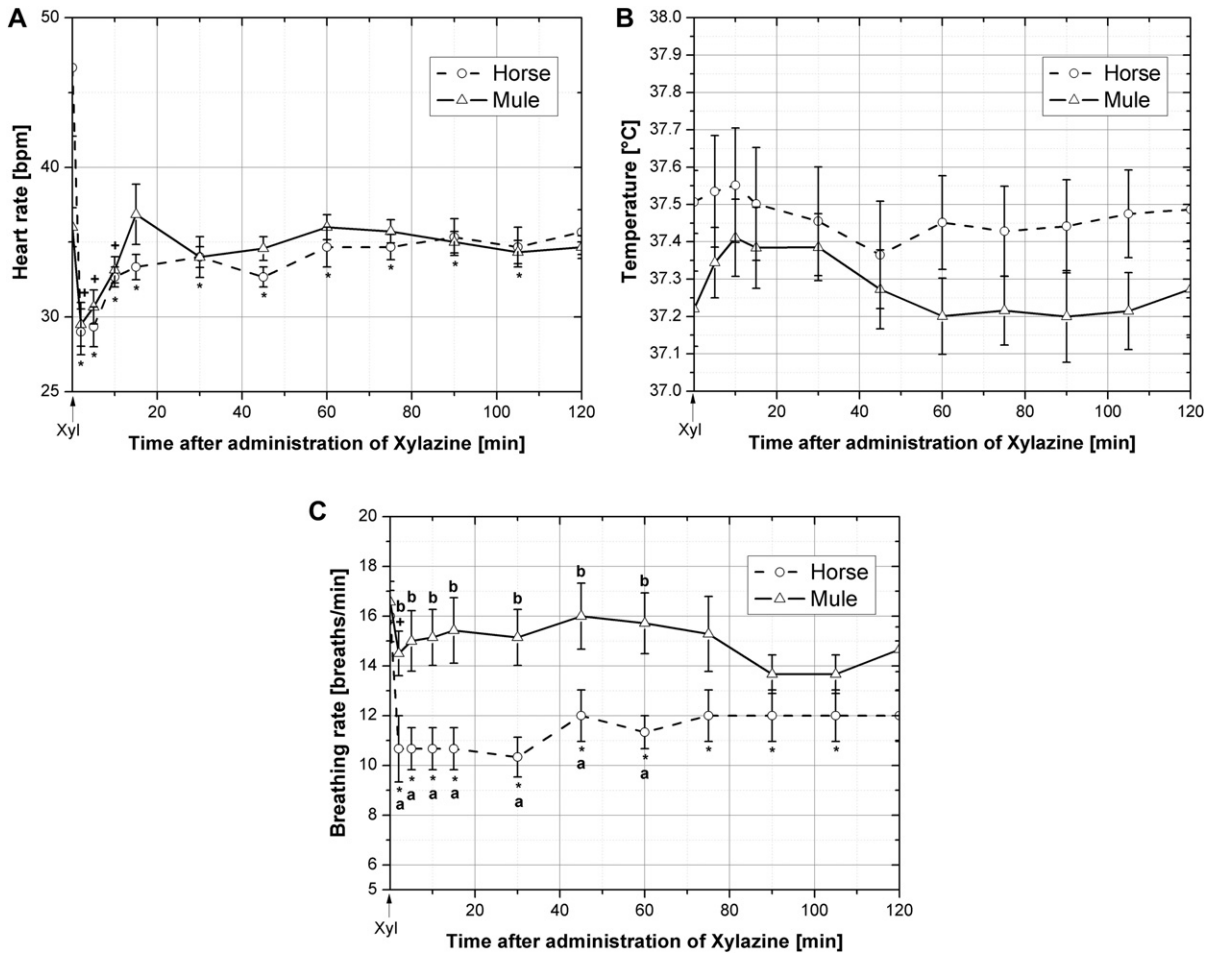 A
50
40
30
25
Heart rate [bpm]
Horse
Mule
+
+
+
+
*
*
*
*
*
*
*
*
*
*
20
40
60
80
100
120
Xyl
Time after administration of Xylazine [min]
B
38.0
37.9
37.8
37.7
37.6
37.5
37.4
37.3
37.2
37.1
37.0
Temperature [°C]
Horse
Mule
20
40
60
80
100
120
Xyl
Time after administration of Xylazine [min]
C
20
18
16
14
12
10
8
6
5
Breathing rate [breaths/min]
Horse
Mule
b b b b b b b
+
+
* * * * * * * * * *
a a a a a a a
20
40
60
80
100
120
Xyl
Time after administration of Xylazine [min]